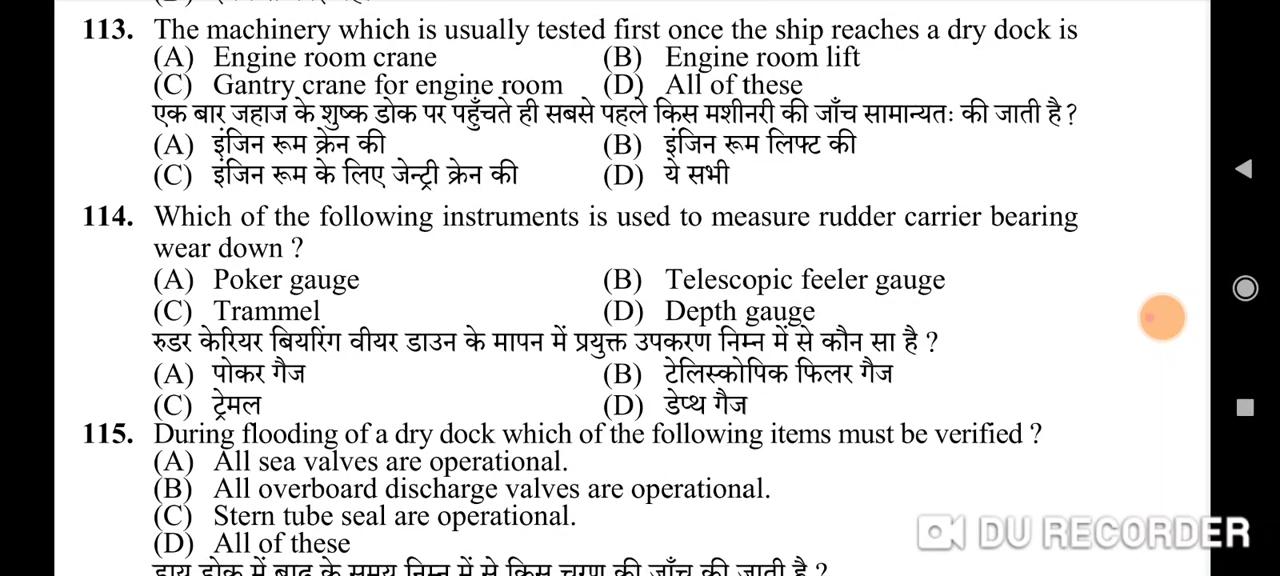 113. The machinery which is usually tested first once the ship reaches a dry dock is
(A) Engine room crane (B) Engine room lift
(C) Gantry crane for engine room (D) All of these
एक बार जहाज के शुष्क डोक पर पहुँचते ही सबसे पहले किस मशीनरी की जाँच सामान्यतः की जाती है ?
(A) इंजिन रूम क्रेन की (B) इंजिन रूम लिफ्ट की
(C) इंजिन रूम के लिए जेन्ट्री क्रेन की (D) ये सभी
114. Which of the following instruments is used to measure rudder carrier bearing
wear down ?
(A) Poker gauge (B) Telescopic feeler gauge
(C) Trammel (D) Depth gauge
रुडर केरियर बियरिंग वीयर डाउन के मापन में प्रयुक्त उपकरण निम्न में से कौन सा है ?
(A) पोकर गैज (B) टेलिस्कोपिक फिलर गैज
(C) ट्रेमल (D) डेप्थ गैज
115. During flooding of a dry dock which of the following items must be verified ?
(A) All sea valves are operational.
(B) All overboard discharge valves are operational.
(C) Stern tube seal are operational.
(D) All of these
DU RECORDER